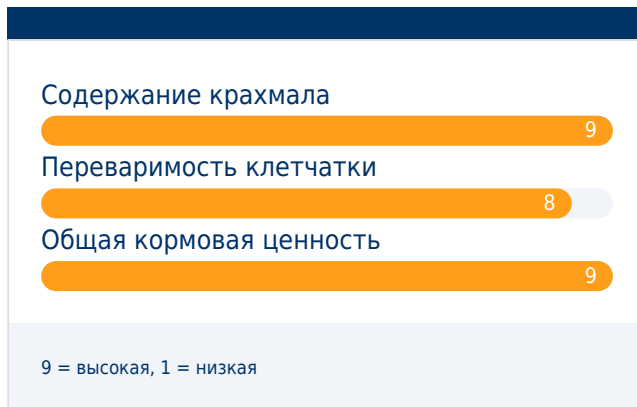 Содержание крахмала
9
Переваримость клетчатки
8
Общая кормовая ценность
9
9 = высокая, 1 = низкая